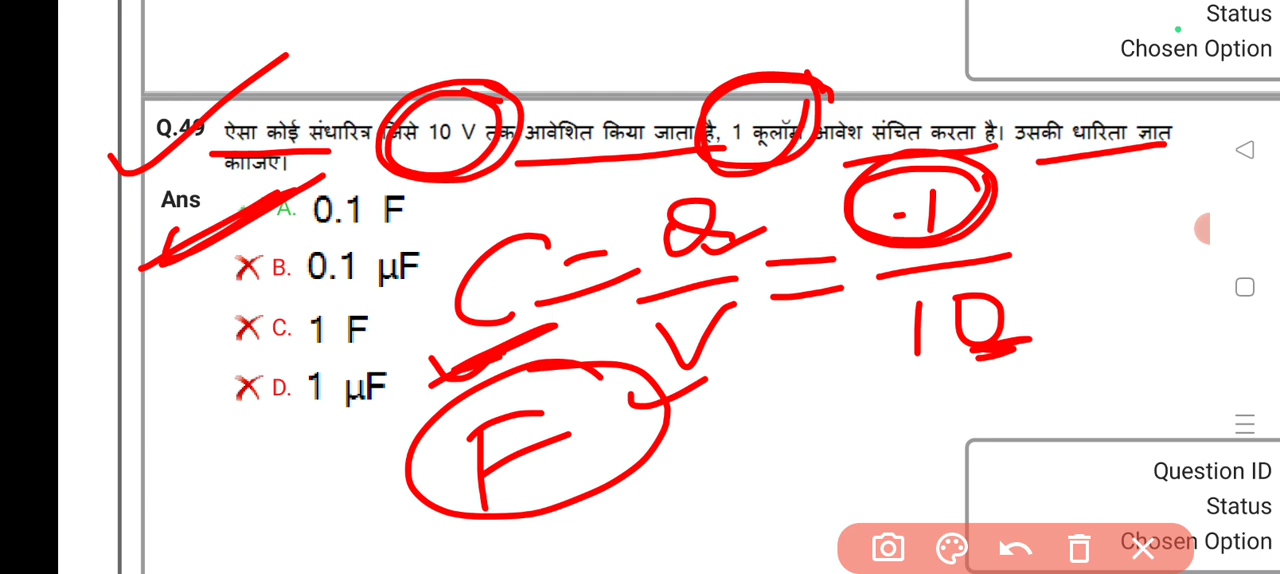 Status
Chosen Option
Q.49 ऐसा कोई संधारित्र जिसे 10 V तक आवेशित किया जाता है, 1 कूलॉम आवेश संचित करता है। उसकी धारिता ज्ञात
कीजिए।
Ans A. 0.1 F
B. 0.1 μF
C. 1 F
D. 1 μF
C = Q/V = 1/10
F
Question ID
Status
Chosen Option